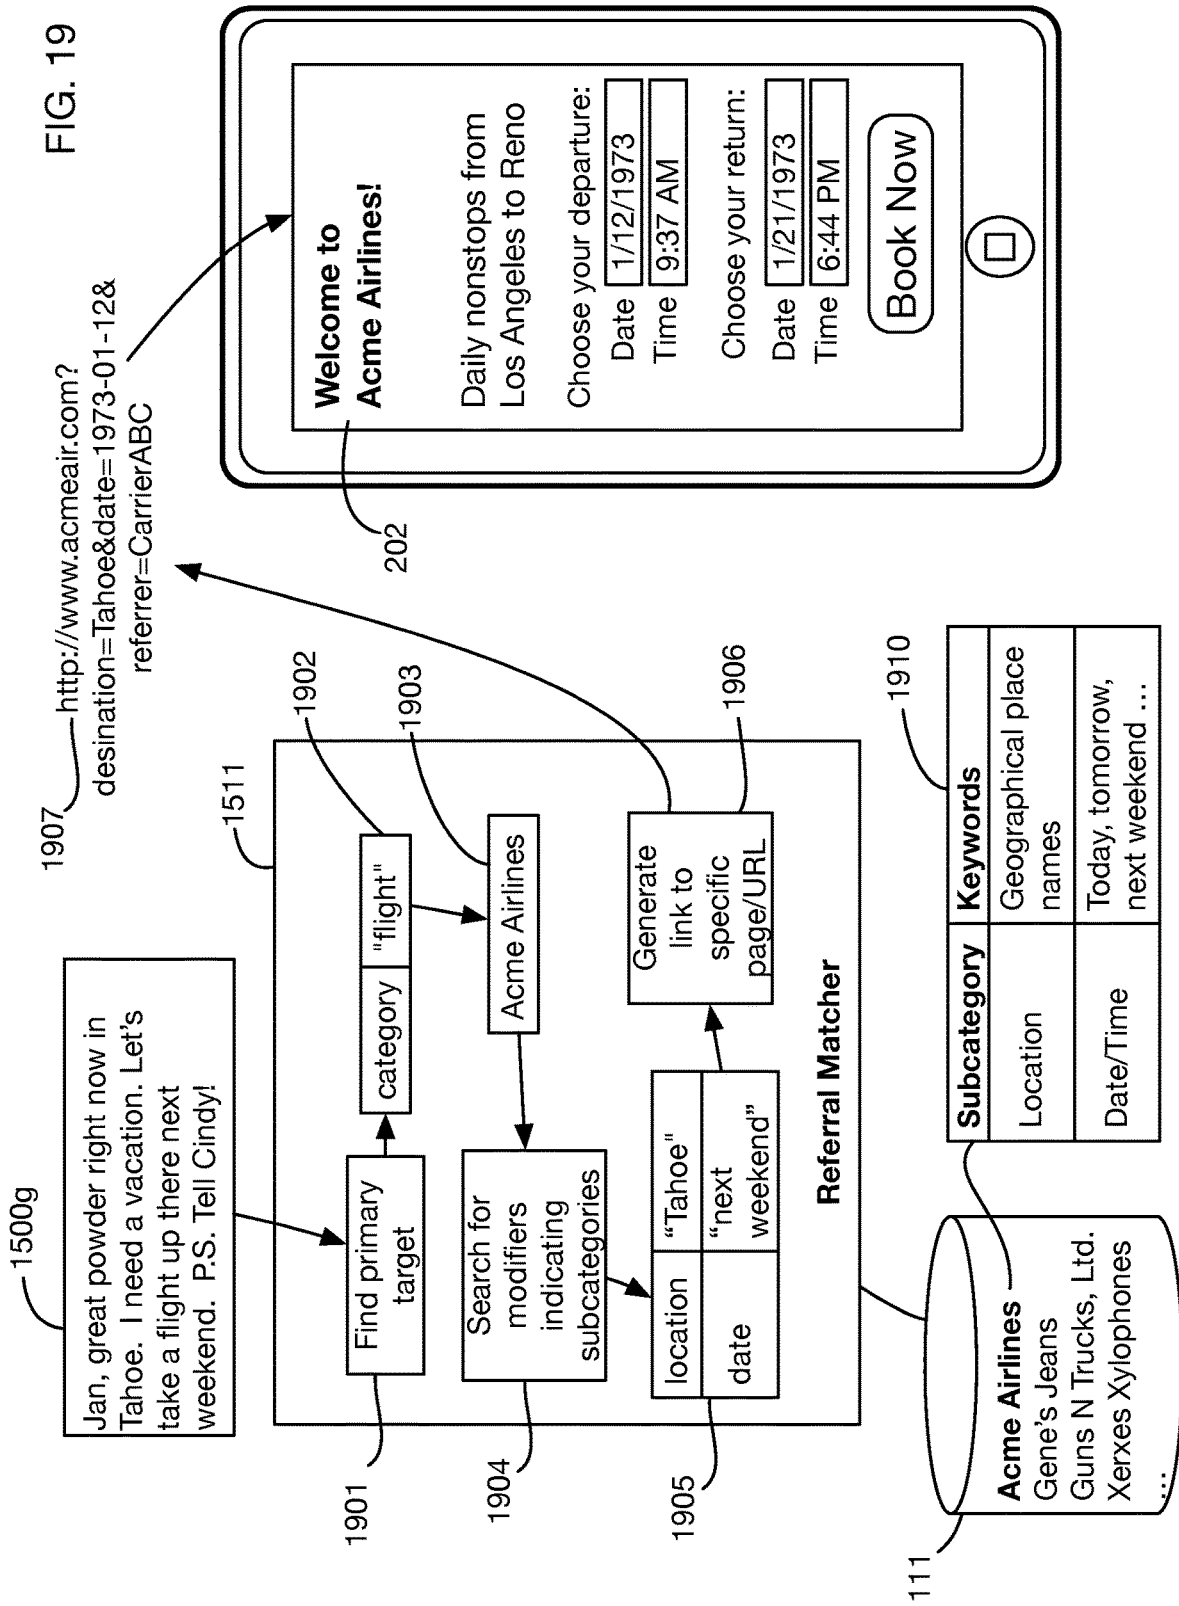 FIG. 19
1500g
Jan, great powder right now in
Tahoe. I need a vacation. Let's
take a flight up there next
weekend. P.S. Tell Cindy!
1907
http://www.acmeair.com?
desination=Tahoe&date=1973-01-12&
referrer=CarrierABC
1511
1901
Find primary
target
category
"flight"
1902
1903
Acme Airlines
1904
Search for
modifiers
indicating
subcategories
1905
location
“Tahoe"
date
“next
weekend”
Generate
link to
specific
page/URL
1906
Referral Matcher
111
Acme Airlines
Gene's Jeans
Guns N Trucks, Ltd.
Xerxes Xylophones
...
1910
Subcategory
Keywords
Location
Geographical place
names
Date/Time
Today, tomorrow,
next weekend ...
202
Welcome to
Acme Airlines!
Daily nonstops from
Los Angeles to Reno
Choose your departure:
Date 1/12/1973
Time 9:37 AM
Choose your return:
Date 1/21/1973
Time 6:44 PM
Book Now